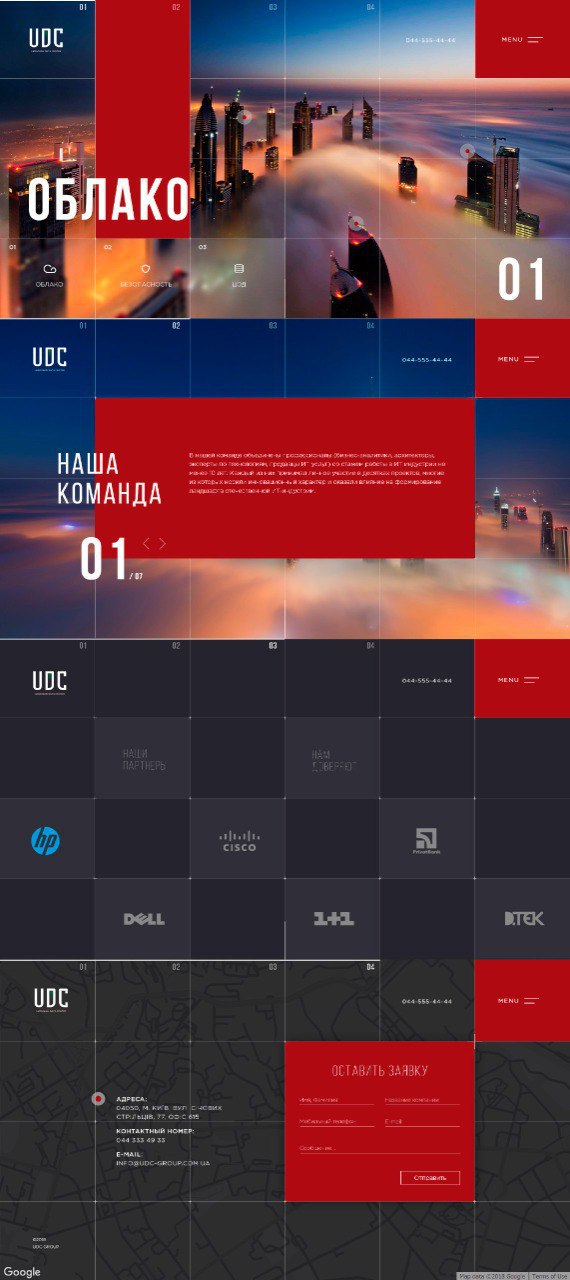 01 02 03 04
UDC
044-555-44-44
MENU
ОБЛАКО
01 02 03
ОБЛАКО БЕЗОПАСНОСТЬ ЦОД
01
01 02 03 04
UDC
044-555-44-44
MENU
НАША
КОМАНДА
В нашей команде объединены профессионалы (бизнес-аналитики, архитекторы,
эксперты по технологиям, продавцы ИТ услуг) со стажем работы в ИТ индустрии не
менее 10 лет. Каждый из них принимал личное участие в десятках проектов, многие
из которых носили инновационный характер и оказали влияние на формирование
ландшафта отечественной ИТ-индустрии.
01 / 07
01 02 03 04
UDC
044-555-44-44
MENU
НАШИ
ПАРТНЕРЫ
НАМ
ДОВЕРЯЮТ
hp
CISCO
PrivatBank
DELL
1+1
D.TEK
01 02 03 04
UDC
044-555-44-44
MENU
ОСТАВИТЬ ЗАЯВКУ
Имя, Фамилия
Название компании
Мобильный телефон
E-mail
Сообщение...
Отправить
АДРЕСА:
04050, М. КИЇВ, ВУЛ.
СТРІЛЬЦІВ, 77, ОФІС 615
КОНТАКТНЫЙ НОМЕР:
044 333 49 33
E-MAIL:
INFO@UDC-GROUP.COM.UA
UDC GROUP
Google
Map data ©2018 Google
Terms of Use